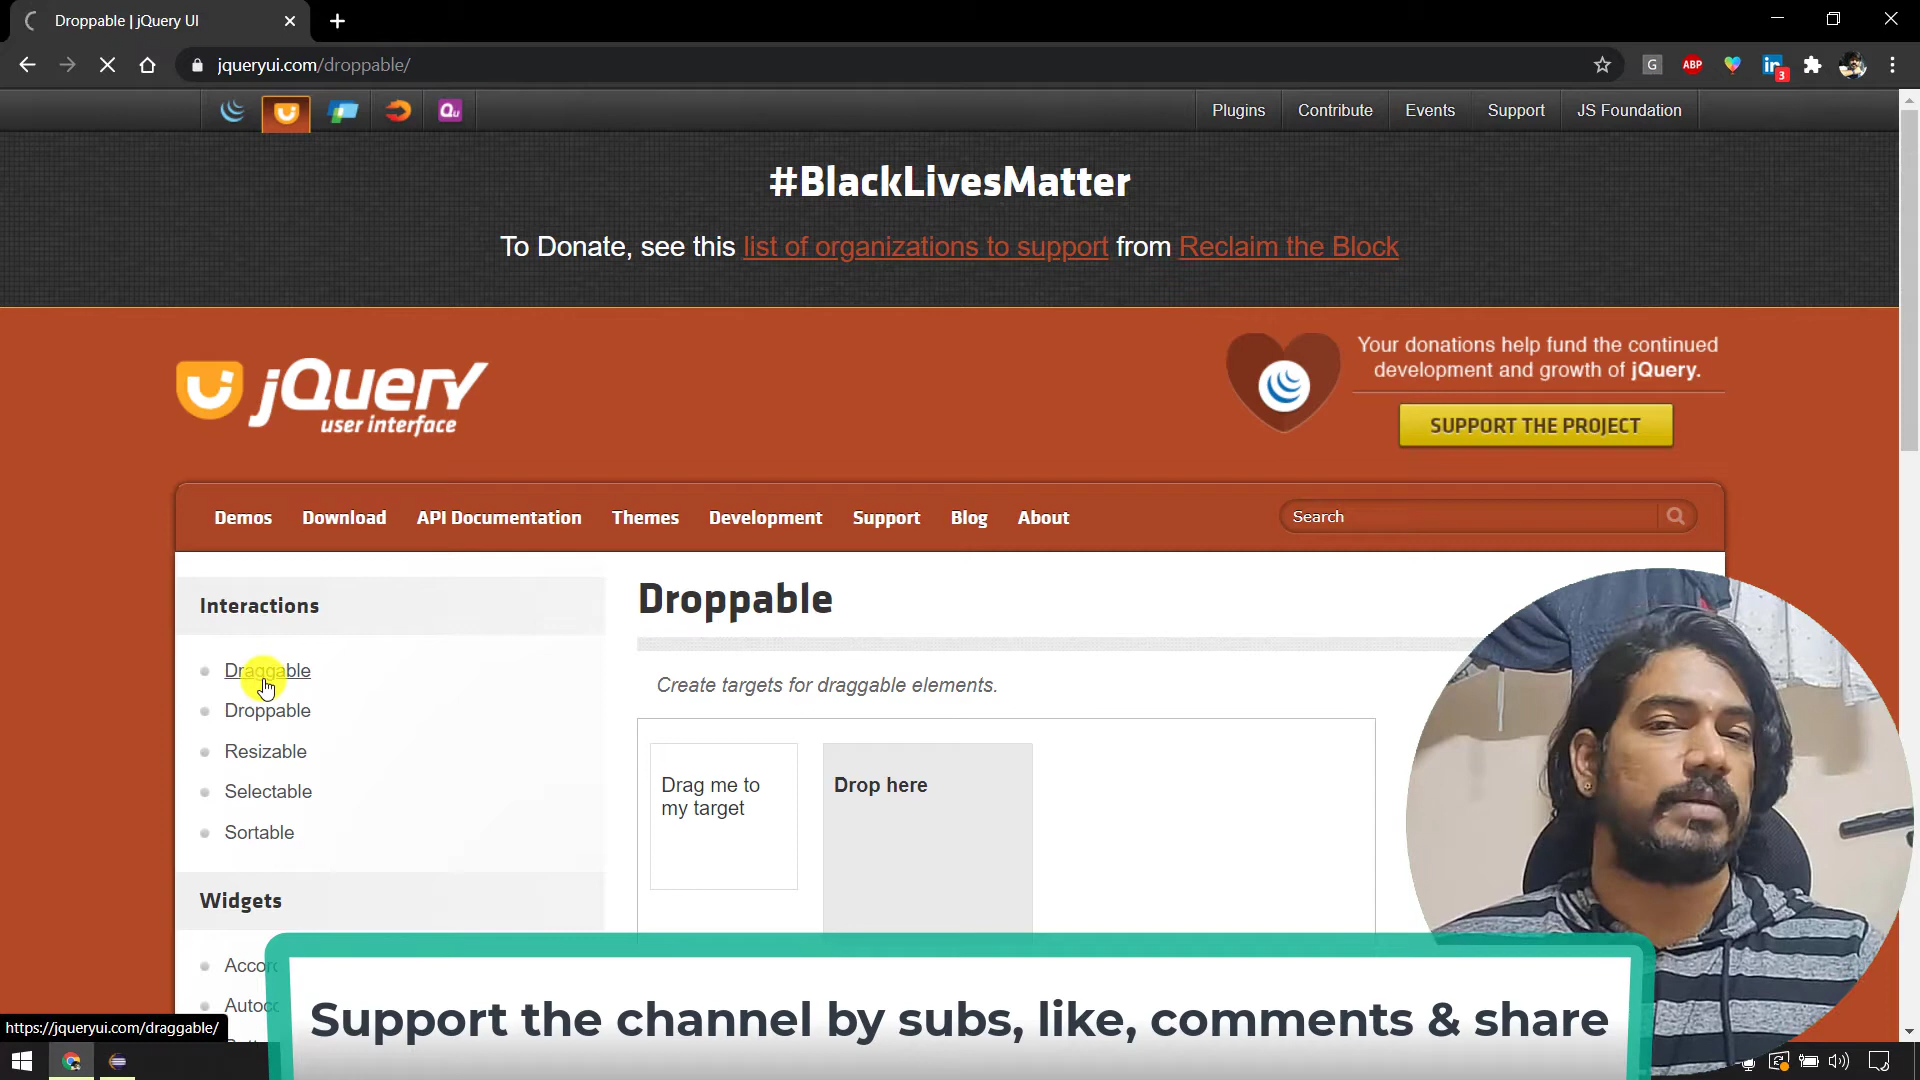 Droppable | jQuery UI
jqueryui.com/droppable/
G
ABP
in
3
Qu
Plugins
Contribute
Events
Support
JS Foundation
#BlackLivesMatter
To Donate, see this list of organizations to support from Reclaim the Block
jQuery
user interface
Your donations help fund the continued
development and growth of jQuery.
SUPPORT THE PROJECT
Demos
Download
API Documentation
Themes
Development
Support
Blog
About
Search
Interactions
Draggable
Droppable
Resizable
Selectable
Sortable
Widgets
Droppable
Create targets for draggable elements.
Drag me to
my target
Drop here
https://jqueryui.com/draggable/
Support the channel by subs, like, comments & share